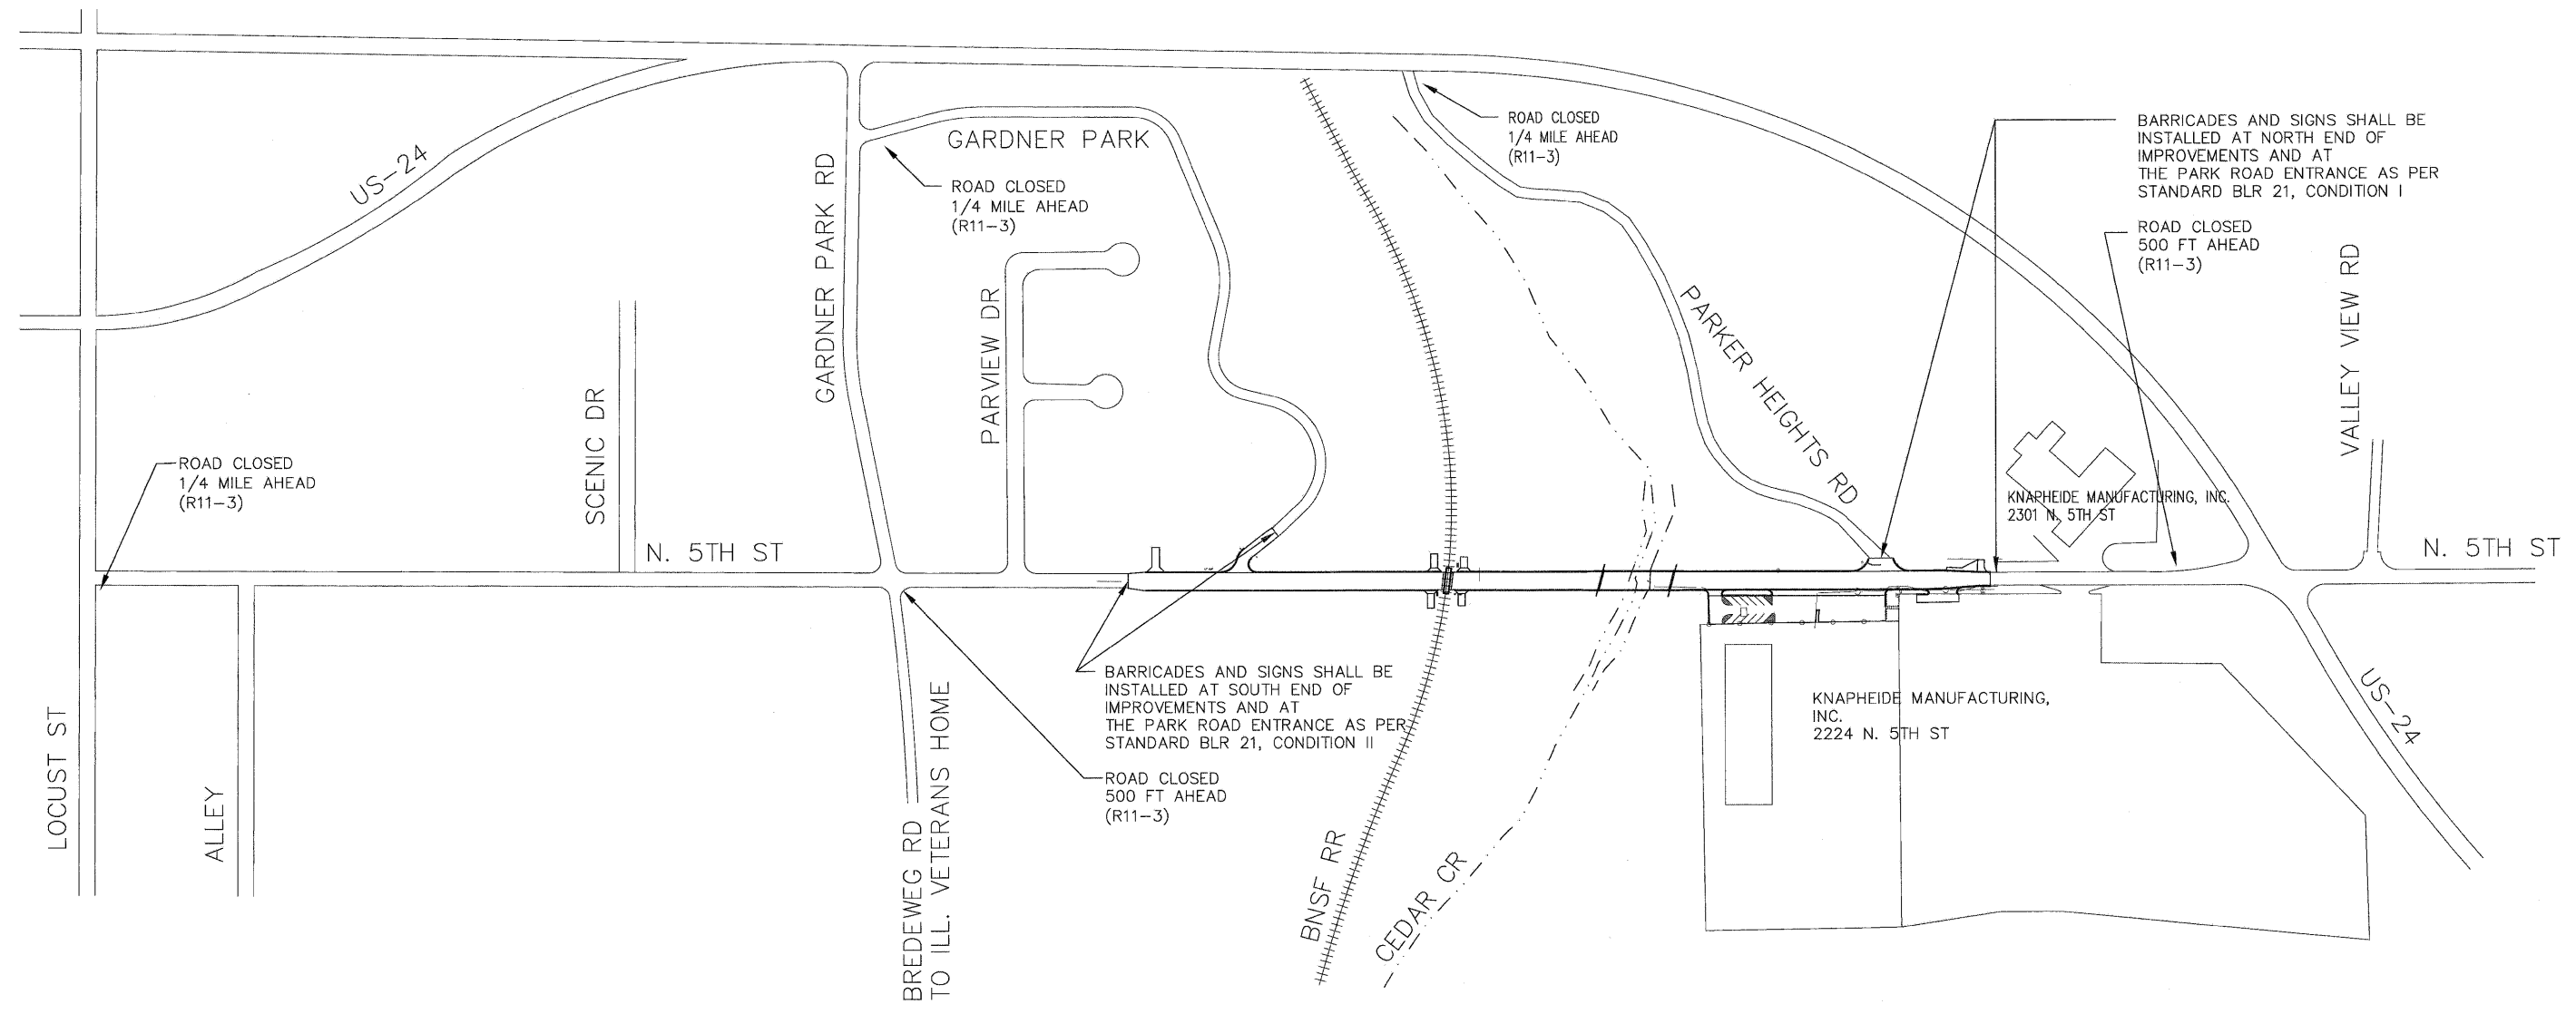 US-24
GARDNER PARK RD
GARDNER PARK
ROAD CLOSED
1/4 MILE AHEAD
(R11-3)
ROAD CLOSED
1/4 MILE AHEAD
(R11-3)
BARRICADES AND SIGNS SHALL BE
INSTALLED AT NORTH END OF
IMPROVEMENTS AND AT
THE PARK ROAD ENTRANCE AS PER
STANDARD BLR 21, CONDITION I
ROAD CLOSED
500 FT AHEAD
(R11-3)
VALLEY VIEW RD
PARVIEW DR
PARKER HEIGHTS RD
SCENIC DR
ROAD CLOSED
1/4 MILE AHEAD
(R11-3)
KNAPHEIDE MANUFACTURING, INC.
2301 N. 5TH ST
N. 5TH ST
N. 5TH ST
BARRICADES AND SIGNS SHALL BE
INSTALLED AT SOUTH END OF
IMPROVEMENTS AND AT
THE PARK ROAD ENTRANCE AS PER
STANDARD BLR 21, CONDITION II
ROAD CLOSED
500 FT AHEAD
(R11-3)
KNAPHEIDE MANUFACTURING,
INC.
2224 N. 5TH ST
US-24
LOCUST ST
ALLEY
BREDEWEG RD
TO ILL. VETERANS HOME
BNSF RR
CEDAR CR